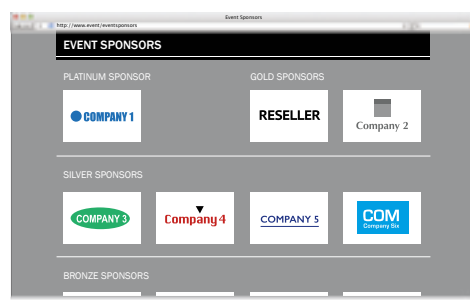 Event Sponsors
http://www.event/eventsponsors
EVENT SPONSORS
PLATINUM SPONSOR
GOLD SPONSORS
COMPANY 1
RESELLER
Company 2
SILVER SPONSORS
COMPANY 3
Company 4
COMPANY 5
COM
Company Six
BRONZE SPONSORS